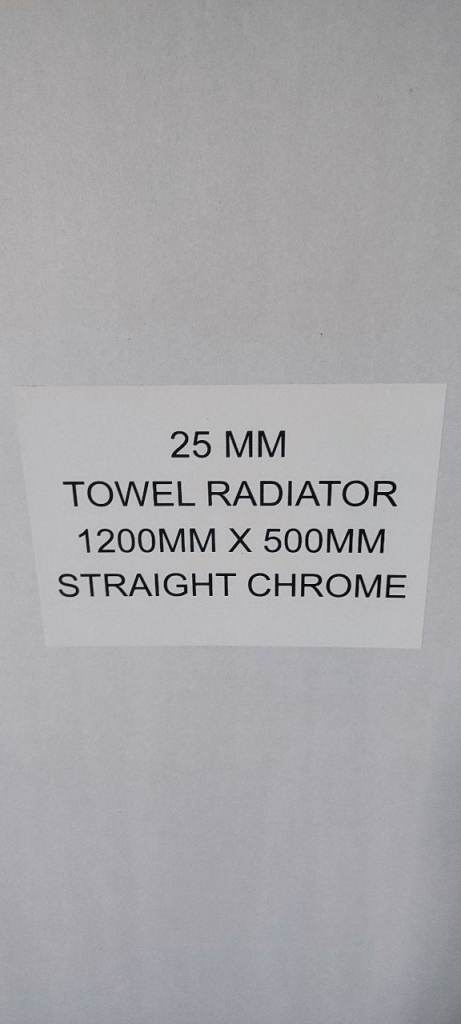 25 MM
TOWEL RADIATOR
1200MM X 500MM
STRAIGHT CHROME